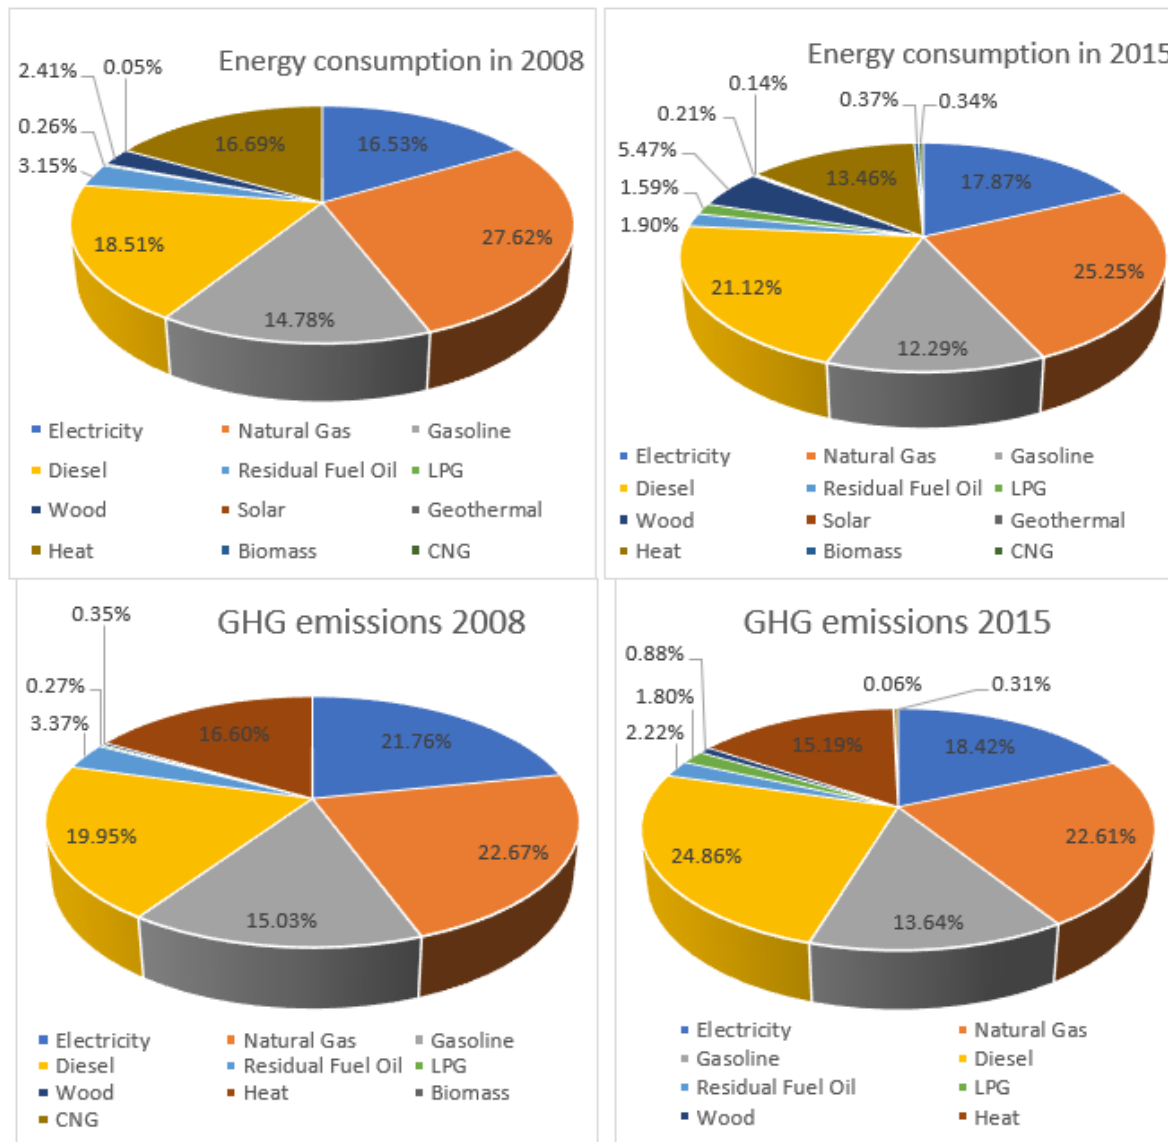 Energy consumption in 2008
2.41%
0.05%
0.26%
3.15%
16.69%
16.53%
18.51%
27.62%
14.78%
Electricity Natural Gas Gasoline
Diesel Residual Fuel Oil LPG
Wood Solar Geothermal
Heat Biomass CNG
Energy consumption in 2015
0.14%
0.37%
0.34%
0.21%
5.47%
1.59%
1.90%
13.46%
17.87%
21.12%
25.25%
12.29%
Electricity Natural Gas Gasoline
Diesel Residual Fuel Oil LPG
Wood Solar Geothermal
Heat Biomass CNG
GHG emissions 2008
0.35%
0.27%
3.37%
16.60%
21.76%
19.95%
22.67%
15.03%
Electricity Natural Gas Gasoline
Diesel Residual Fuel Oil LPG
Wood Heat Biomass
CNG
GHG emissions 2015
0.88%
0.06%
0.31%
1.80%
2.22%
15.19%
18.42%
24.86%
22.61%
13.64%
Electricity Natural Gas
Gasoline Diesel
Residual Fuel Oil LPG
Wood Heat